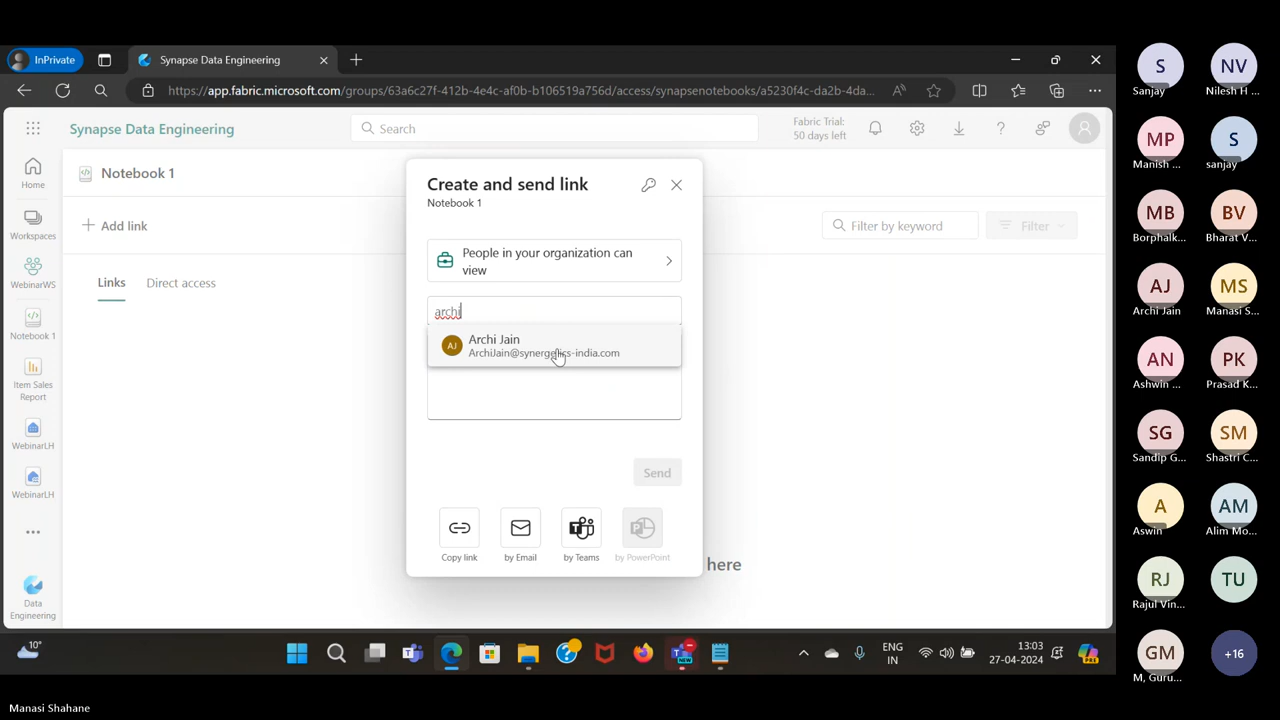 InPrivate
Synapse Data Engineering
https://app.fabric.microsoft.com/groups/63a6c27f-412b-4e4c-af0b-b106519a756d/access/synapsenotebooks/a5230f4c-da2b-4da...
Synapse Data Engineering
Search
Fabric Trial:
50 days left
Home
Workspaces
WebinarWS
Notebook 1
Item Sales
Report
WebinarLH
WebinarLH
Data
Engineering
Notebook 1
Add link
Filter by keyword
Filter
Links
Direct access
here
Create and send link
Notebook 1
People in your organization can
view
archi
AJ
Archi Jain
ArchiJain@synergetics-india.com
Send
Copy link
by Email
by Teams
by PowerPoint
10°
NEW
ENG
IN
13:03
27-04-2024
PRE
S
Sanjay
NV
Nilesh H ...
MP
Manish ...
S
sanjay
MB
Borphalk...
BV
Bharat V...
AJ
Archi Jain
MS
Manasi S...
AN
Ashwin ...
PK
Prasad K...
SG
Sandip G...
SM
Shastri C...
A
Aswin
AM
Alim Mo...
RJ
Rajul Vin...
TU
GM
M, Guru...
+16
Manasi Shahane